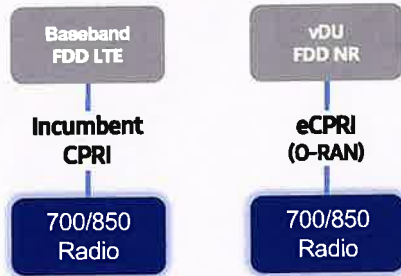 Baseband
FDD LTE
Incumbent
CPRI
700/850
Radio
vDU
FDD NR
eCPRI
(O-RAN)
700/850
Radio